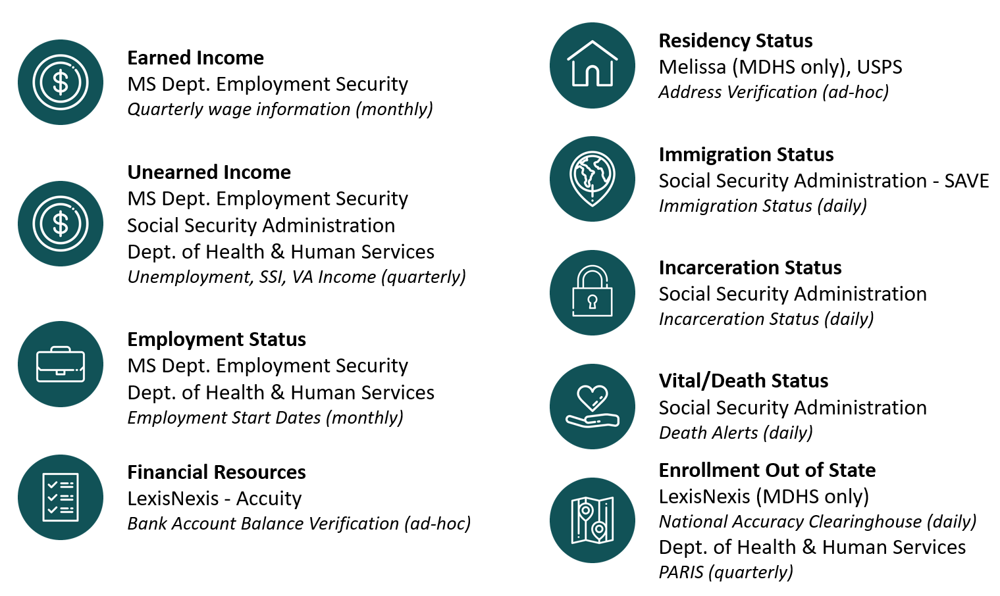 Earned Income
MS Dept. Employment Security
Quarterly wage information (monthly)
Unearned Income
MS Dept. Employment Security
Social Security Administration
Dept. of Health & Human Services
Unemployment, SSI, VA Income (quarterly)
Employment Status
MS Dept. Employment Security
Dept. of Health & Human Services
Employment Start Dates (monthly)
Financial Resources
LexisNexis - Accuity
Bank Account Balance Verification (ad-hoc)
Residency Status
Melissa (MDHS only), USPS
Address Verification (ad-hoc)
Immigration Status
Social Security Administration - SAVE
Immigration Status (daily)
Incarceration Status
Social Security Administration
Incarceration Status (daily)
Vital/Death Status
Social Security Administration
Death Alerts (daily)
Enrollment Out of State
LexisNexis (MDHS only)
National Accuracy Clearinghouse (daily)
Dept. of Health & Human Services
PARIS (quarterly)